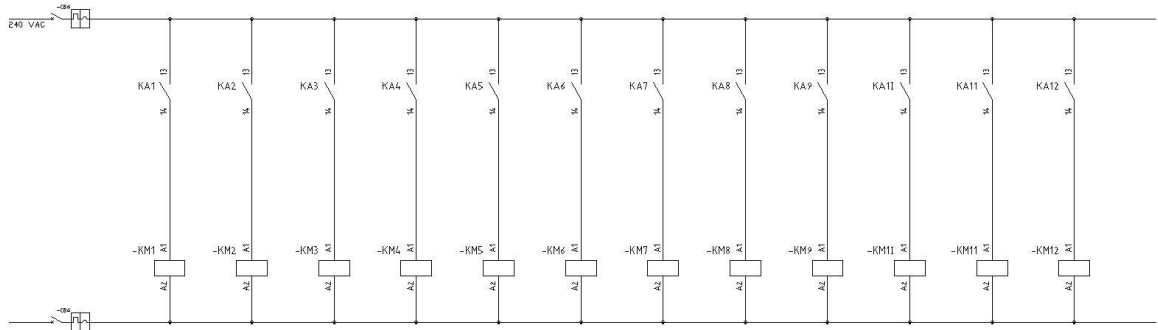 -CB6
240 VAC
13 13 13 13 13 13 13 13 13 13 13 13
KA1 KA2 KA3 KA4 KA5 KA6 KA7 KA8 KA9 KA1I KA11 KA12
14 14 14 14 14 14 14 14 14 14 14 14
-KM1 A1 -KM2 A1 -KM3 A1 -KM4 A1 -KM5 A1 -KM6 A1 -KM7 A1 -KM8 A1 -KM9 A1 -KM1I A1 -KM11 A1 -KM12 A1
A2 A2 A2 A2 A2 A2 A2 A2 A2 A2 A2 A2